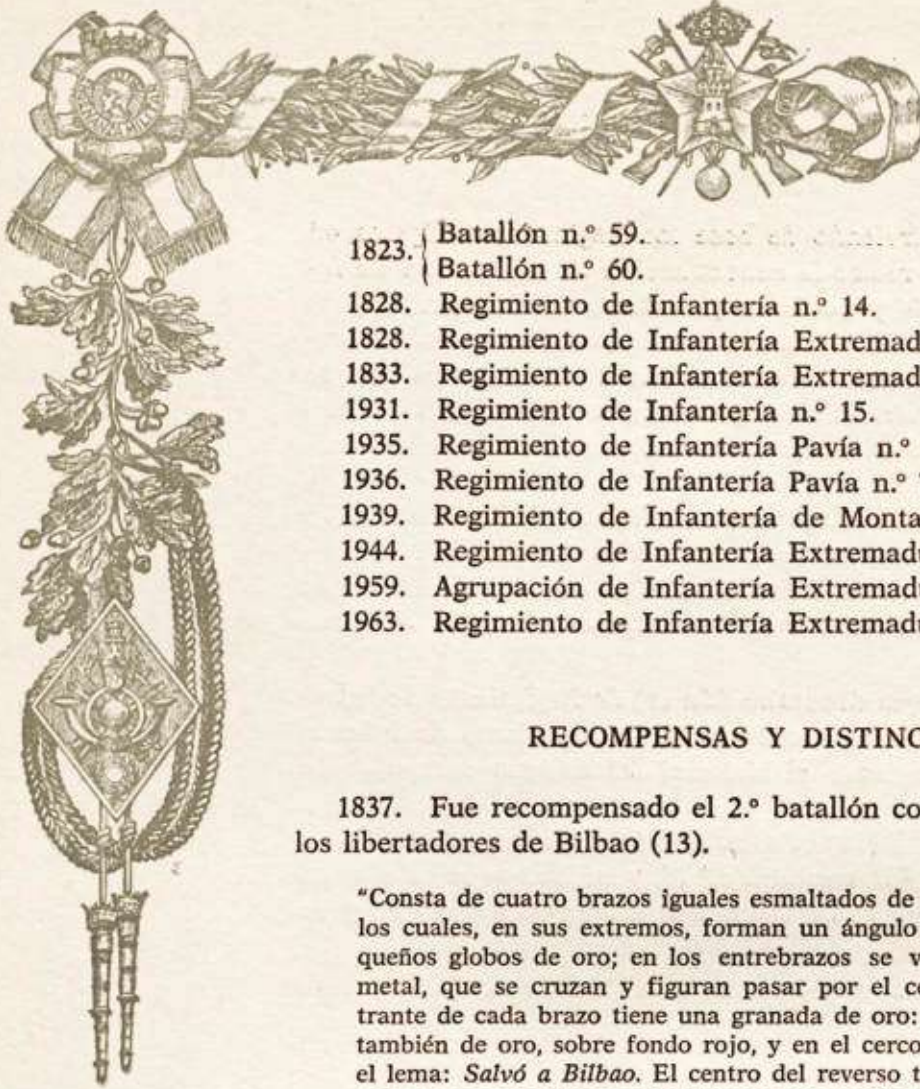 1823. Batallón n.º 59.
Batallón n.º 60.
1828. Regimiento de Infantería n.º 14.
1828. Regimiento de Infantería Extremad
1833. Regimiento de Infantería Extremad
1931. Regimiento de Infantería n.º 15.
1935. Regimiento de Infantería Pavía n.º
1936. Regimiento de Infantería Pavía n.º
1939. Regimiento de Infantería de Monta
1944. Regimiento de Infantería Extremad
1959. Agrupación de Infantería Extremad
1963. Regimiento de Infantería Extremad
RECOMPENSAS Y DISTINC
1837. Fue recompensado el 2.º batallón co
los libertadores de Bilbao (13).
"Consta de cuatro brazos iguales esmaltados de
los cuales, en sus extremos, forman un ángulo
queños globos de oro; en los entrebrazos se v
metal, que se cruzan y figuran pasar por el ce
trante de cada brazo tiene una granada de oro:
también de oro, sobre fondo rojo, y en el cerco
el lema: Salvó a Bilbao. El centro del reverso t